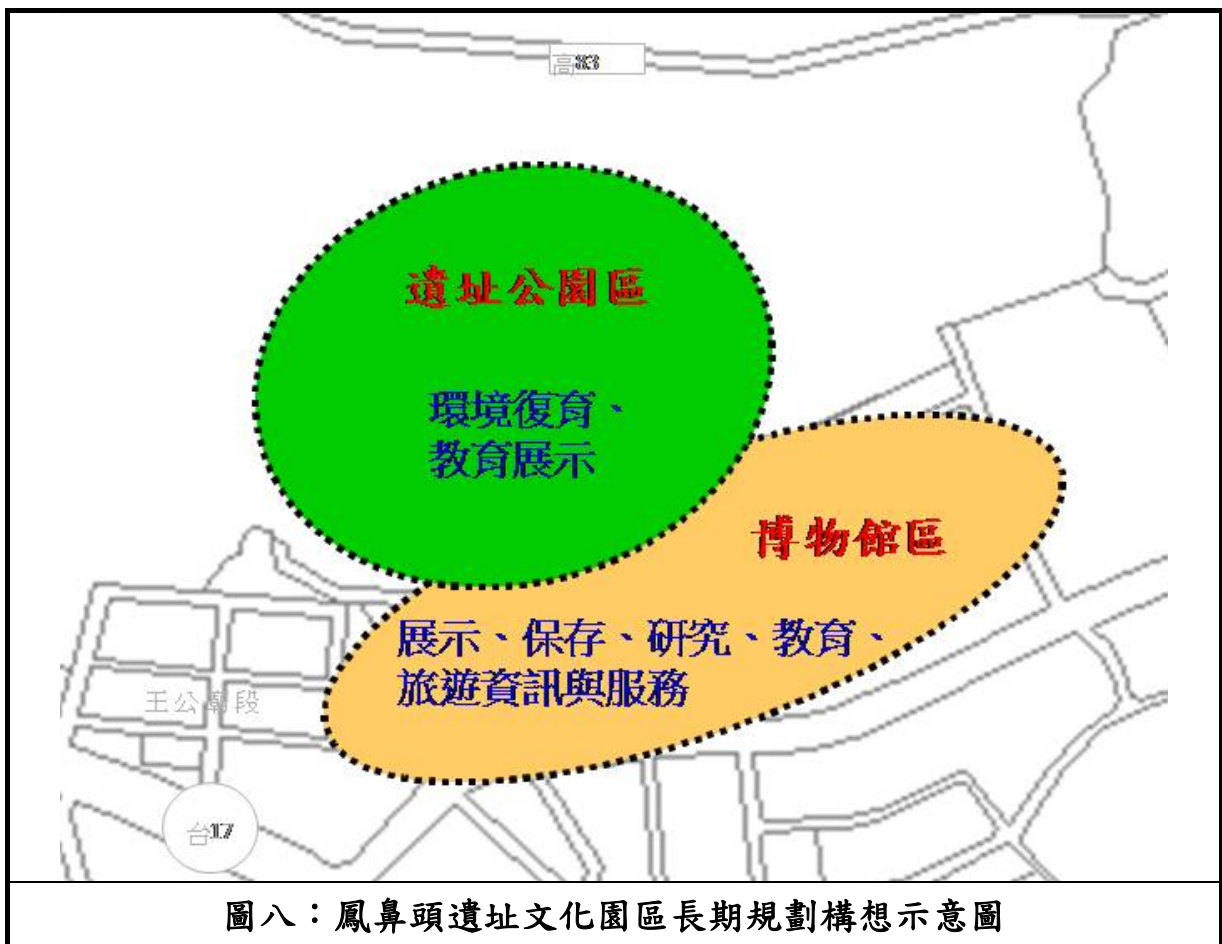 高83
遺址公園區
環境復育、
教育展示
博物館區
展示、保存、研究、教育、
旅遊資訊與服務
王公廟段
台17
圖八：鳳鼻頭遺址文化園區長期規劃構想示意圖